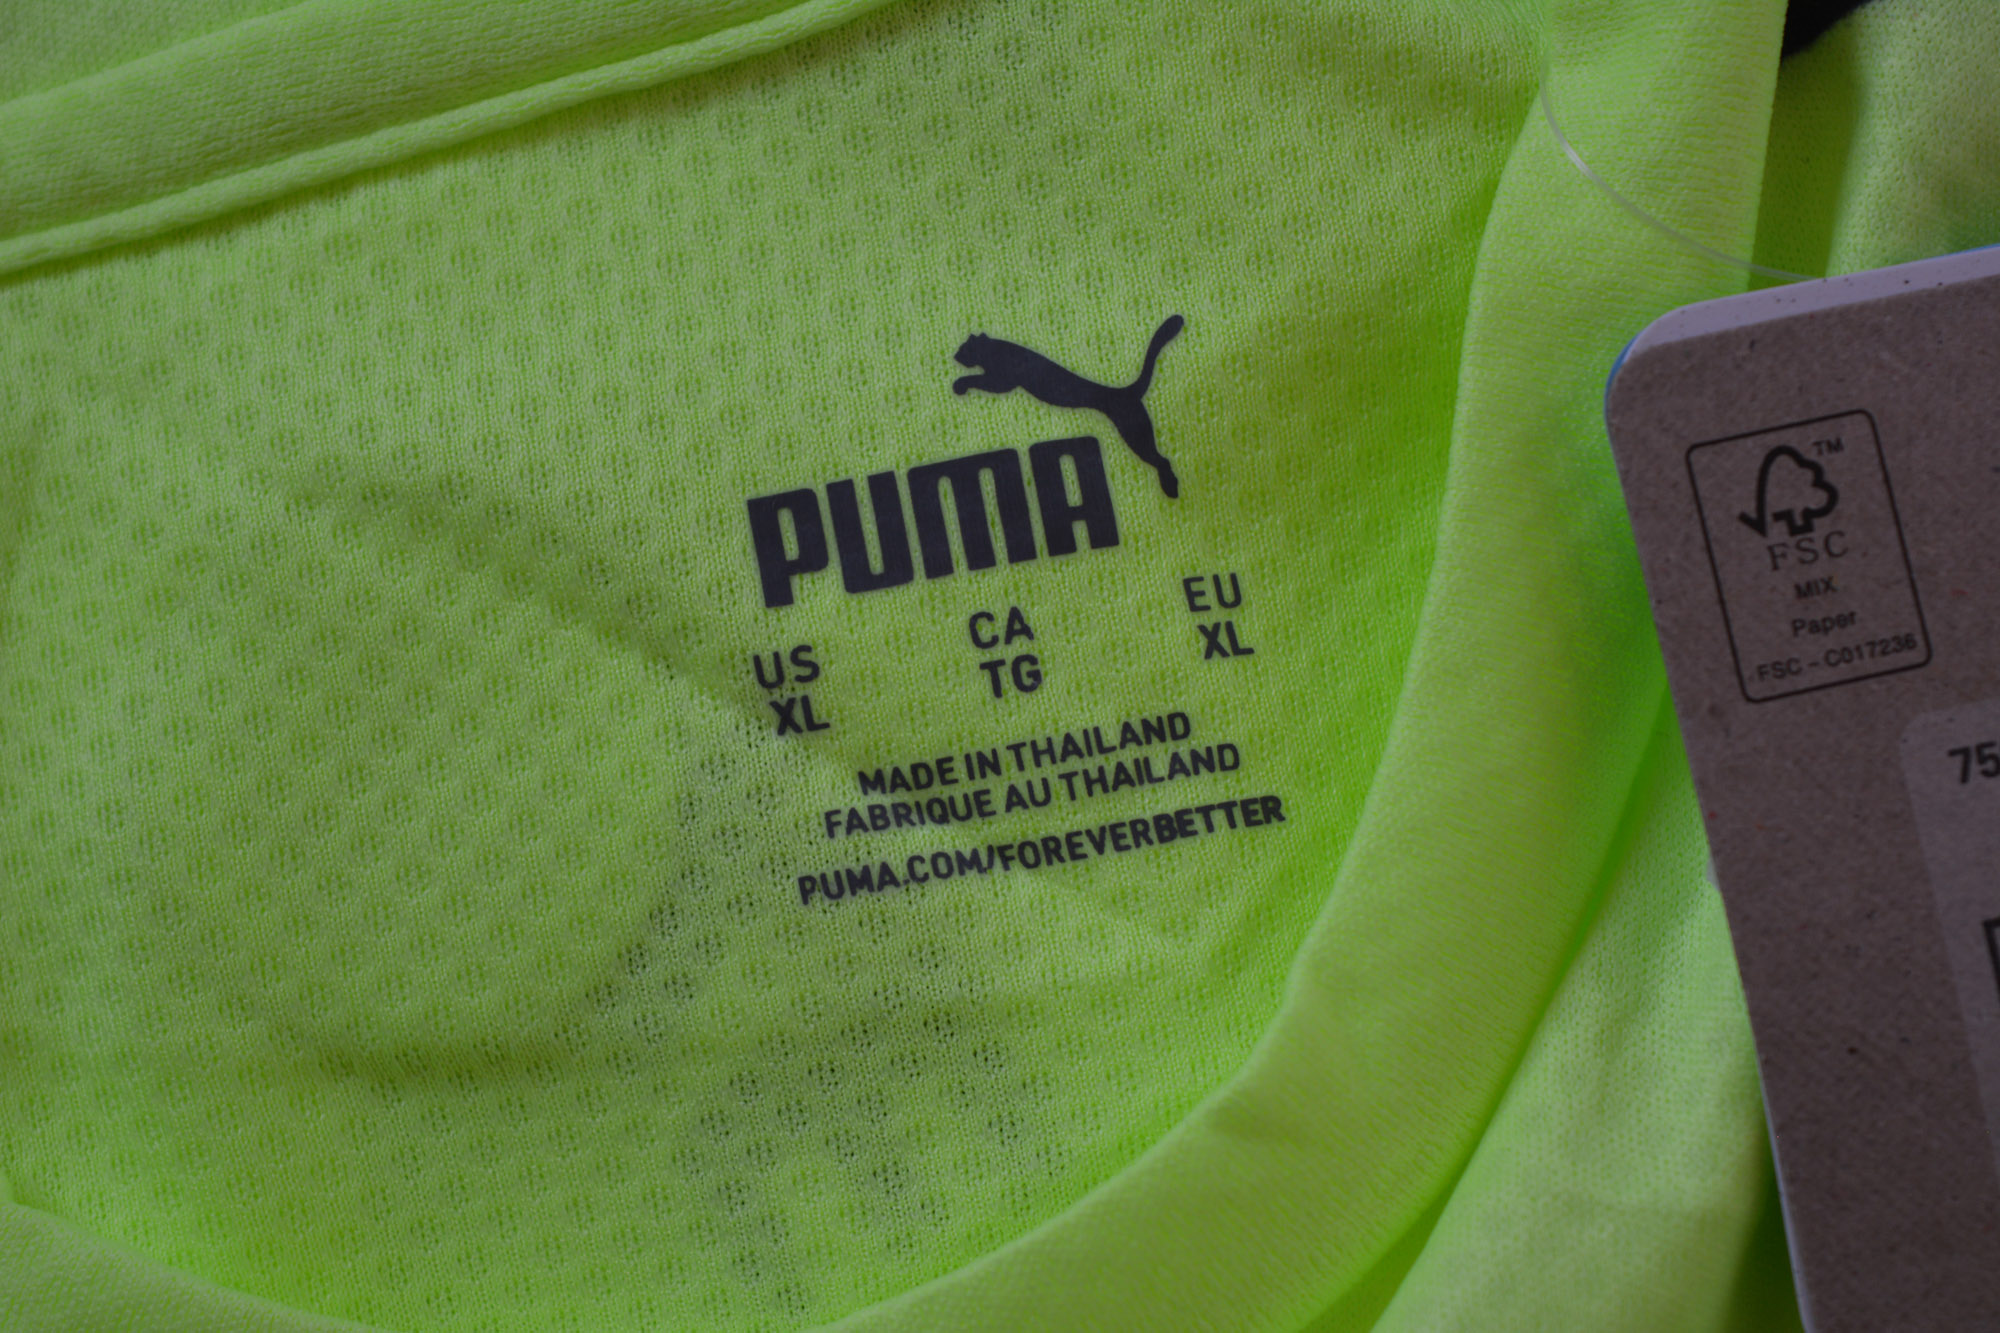 PUMA
US CA EU
XL TG XL
MADE IN THAILAND
FABRIQUE AU THAILAND
PUMA.COM/FOREVERBETTER
TM
FSC
MIX
Paper
FSC - C017236
75